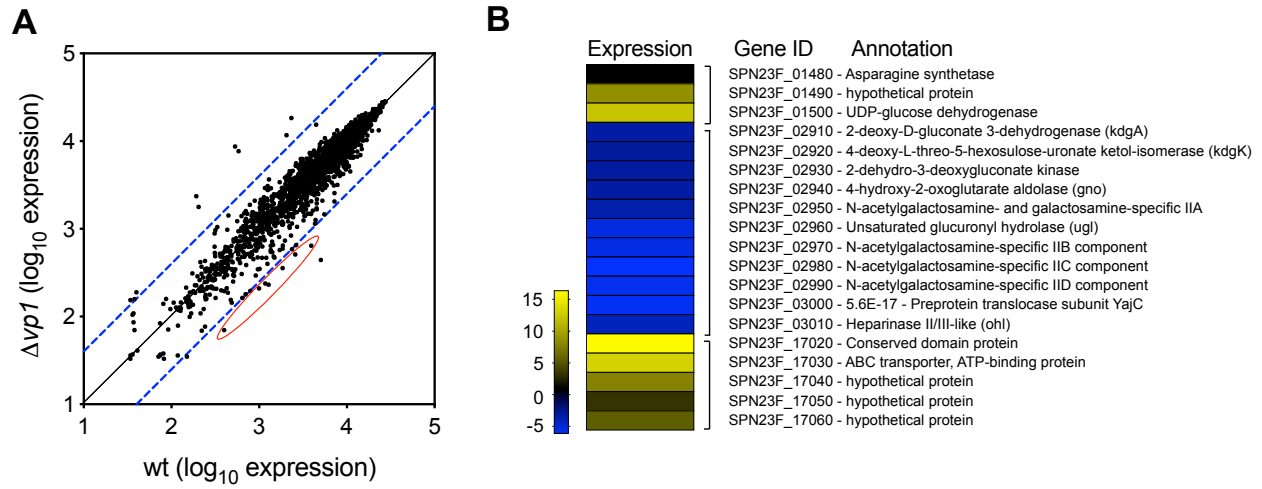 A
5
4
3
2
1
1 2 3 4 5
Δvp1 (log10 expression)
wt (log10 expression)
B
Expression Gene ID Annotation
SPN23F_01480 - Asparagine synthetase
SPN23F_01490 - hypothetical protein
SPN23F_01500 - UDP-glucose dehydrogenase
SPN23F_02910 - 2-deoxy-D-gluconate 3-dehydrogenase (kdgA)
SPN23F_02920 - 4-deoxy-L-threo-5-hexosulose-uronate ketol-isomerase (kdgK)
SPN23F_02930 - 2-dehydro-3-deoxygluconate kinase
SPN23F_02940 - 4-hydroxy-2-oxoglutarate aldolase (gno)
SPN23F_02950 - N-acetylgalactosamine- and galactosamine-specific IIA
SPN23F_02960 - Unsaturated glucuronyl hydrolase (ugl)
SPN23F_02970 - N-acetylgalactosamine-specific IIB component
SPN23F_02980 - N-acetylgalactosamine-specific IIC component
SPN23F_02990 - N-acetylgalactosamine-specific IID component
SPN23F_03000 - 5.6E-17 - Preprotein translocase subunit YajC
SPN23F_03010 - Heparinase II/III-like (ohl)
SPN23F_17020 - Conserved domain protein
SPN23F_17030 - ABC transporter, ATP-binding protein
SPN23F_17040 - hypothetical protein
SPN23F_17050 - hypothetical protein
SPN23F_17060 - hypothetical protein
15
10
5
0
-5